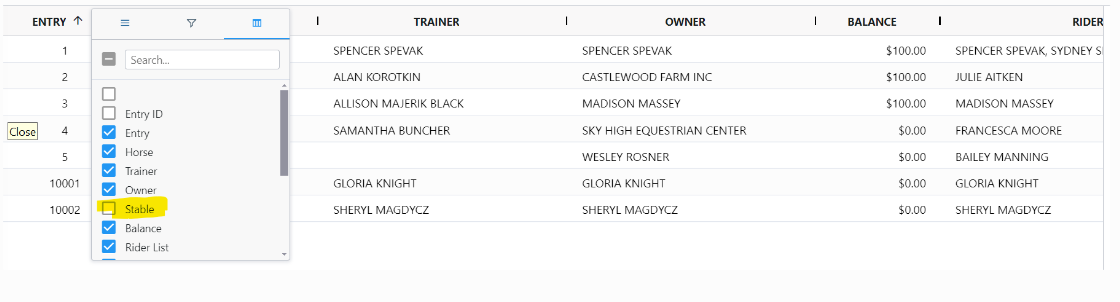 ENTRY TRAINER OWNER BALANCE RIDER
1 SPENCER SPEVAK SPENCER SPEVAK $100.00 SPENCER SPEVAK, SYDNEY
2 ALAN KOROTKIN CASTLEWOOD FARM INC $100.00 JULIE AITKEN
3 ALLISON MAJERIK BLACK MADISON MASSEY $100.00 MADISON MASSEY
4 SAMANTHA BUNCHER SKY HIGH EQUESTRIAN CENTER $0.00 FRANCESCA MOORE
5 WESLEY ROSNER $0.00 BAILEY MANNING
10001 GLORIA KNIGHT GLORIA KNIGHT $0.00 GLORIA KNIGHT
10002 SHERYL MAGDYCZ SHERYL MAGDYCZ $0.00 SHERYL MAGDYCZ
Close
Search...
Entry ID
Entry
Horse
Trainer
Owner
Stable
Balance
Rider List